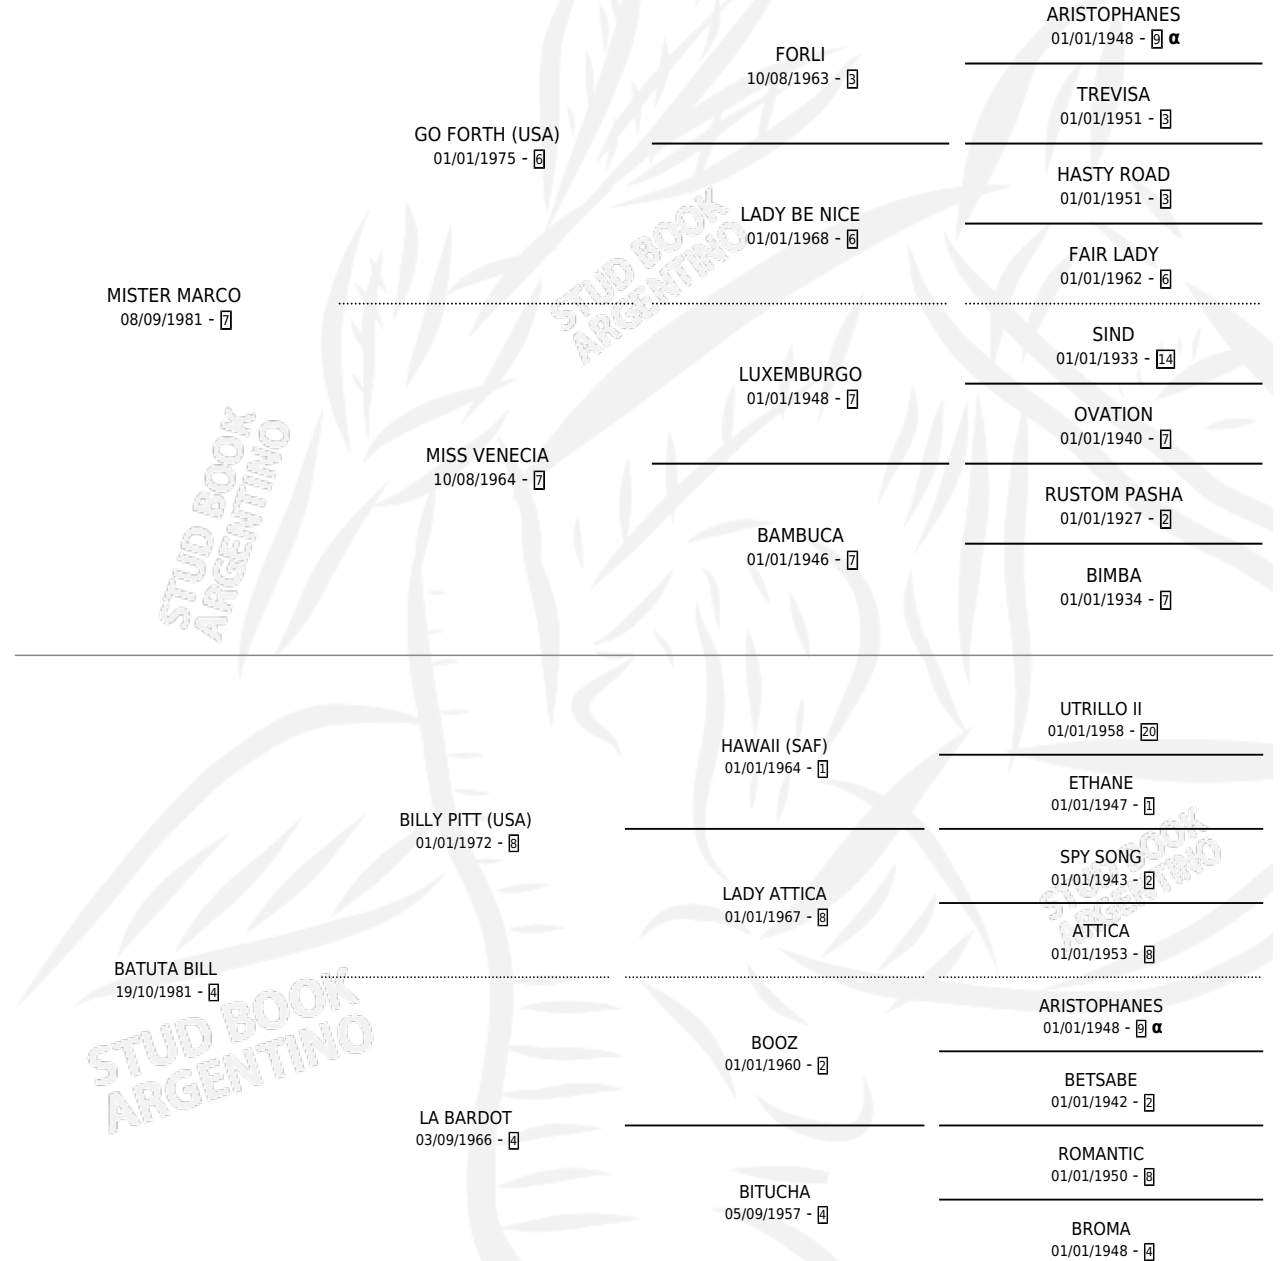 ARISTOPHANES
01/01/1948 - 9 α
FORLI
10/08/1963 - 3
TREVISA
01/01/1951 - 3
GO FORTH (USA)
01/01/1975 - 6
HASTY ROAD
01/01/1951 - 3
LADY BE NICE
01/01/1968 - 6
FAIR LADY
01/01/1962 - 6
MISTER MARCO
08/09/1981 - 7
SIND
01/01/1933 - 14
LUXEMBURGO
01/01/1948 - 7
OVATION
01/01/1940 - 7
MISS VENECIA
10/08/1964 - 7
RUSTOM PASHA
01/01/1927 - 2
BAMBUCA
01/01/1946 - 7
BIMBA
01/01/1934 - 7
UTRILLO II
01/01/1958 - 20
HAWAII (SAF)
01/01/1964 - 1
ETHANE
01/01/1947 - 1
BILLY PITT (USA)
01/01/1972 - 8
SPY SONG
01/01/1943 - 2
LADY ATTICA
01/01/1967 - 8
ATTICA
01/01/1953 - 8
BATUTA BILL
19/10/1981 - 4
ARISTOPHANES
01/01/1948 - 9 α
BOOZ
01/01/1960 - 2
BETSABE
01/01/1942 - 2
LA BARDOT
03/09/1966 - 4
ROMANTIC
01/01/1950 - 8
BITUCHA
05/09/1957 - 4
BROMA
01/01/1948 - 4
STUD BOOK
ARGENTINO
STUD BOOK
ARGENTINO
STUD BOOK
ARGENTINO
STUD BOOK
ARGENTINO